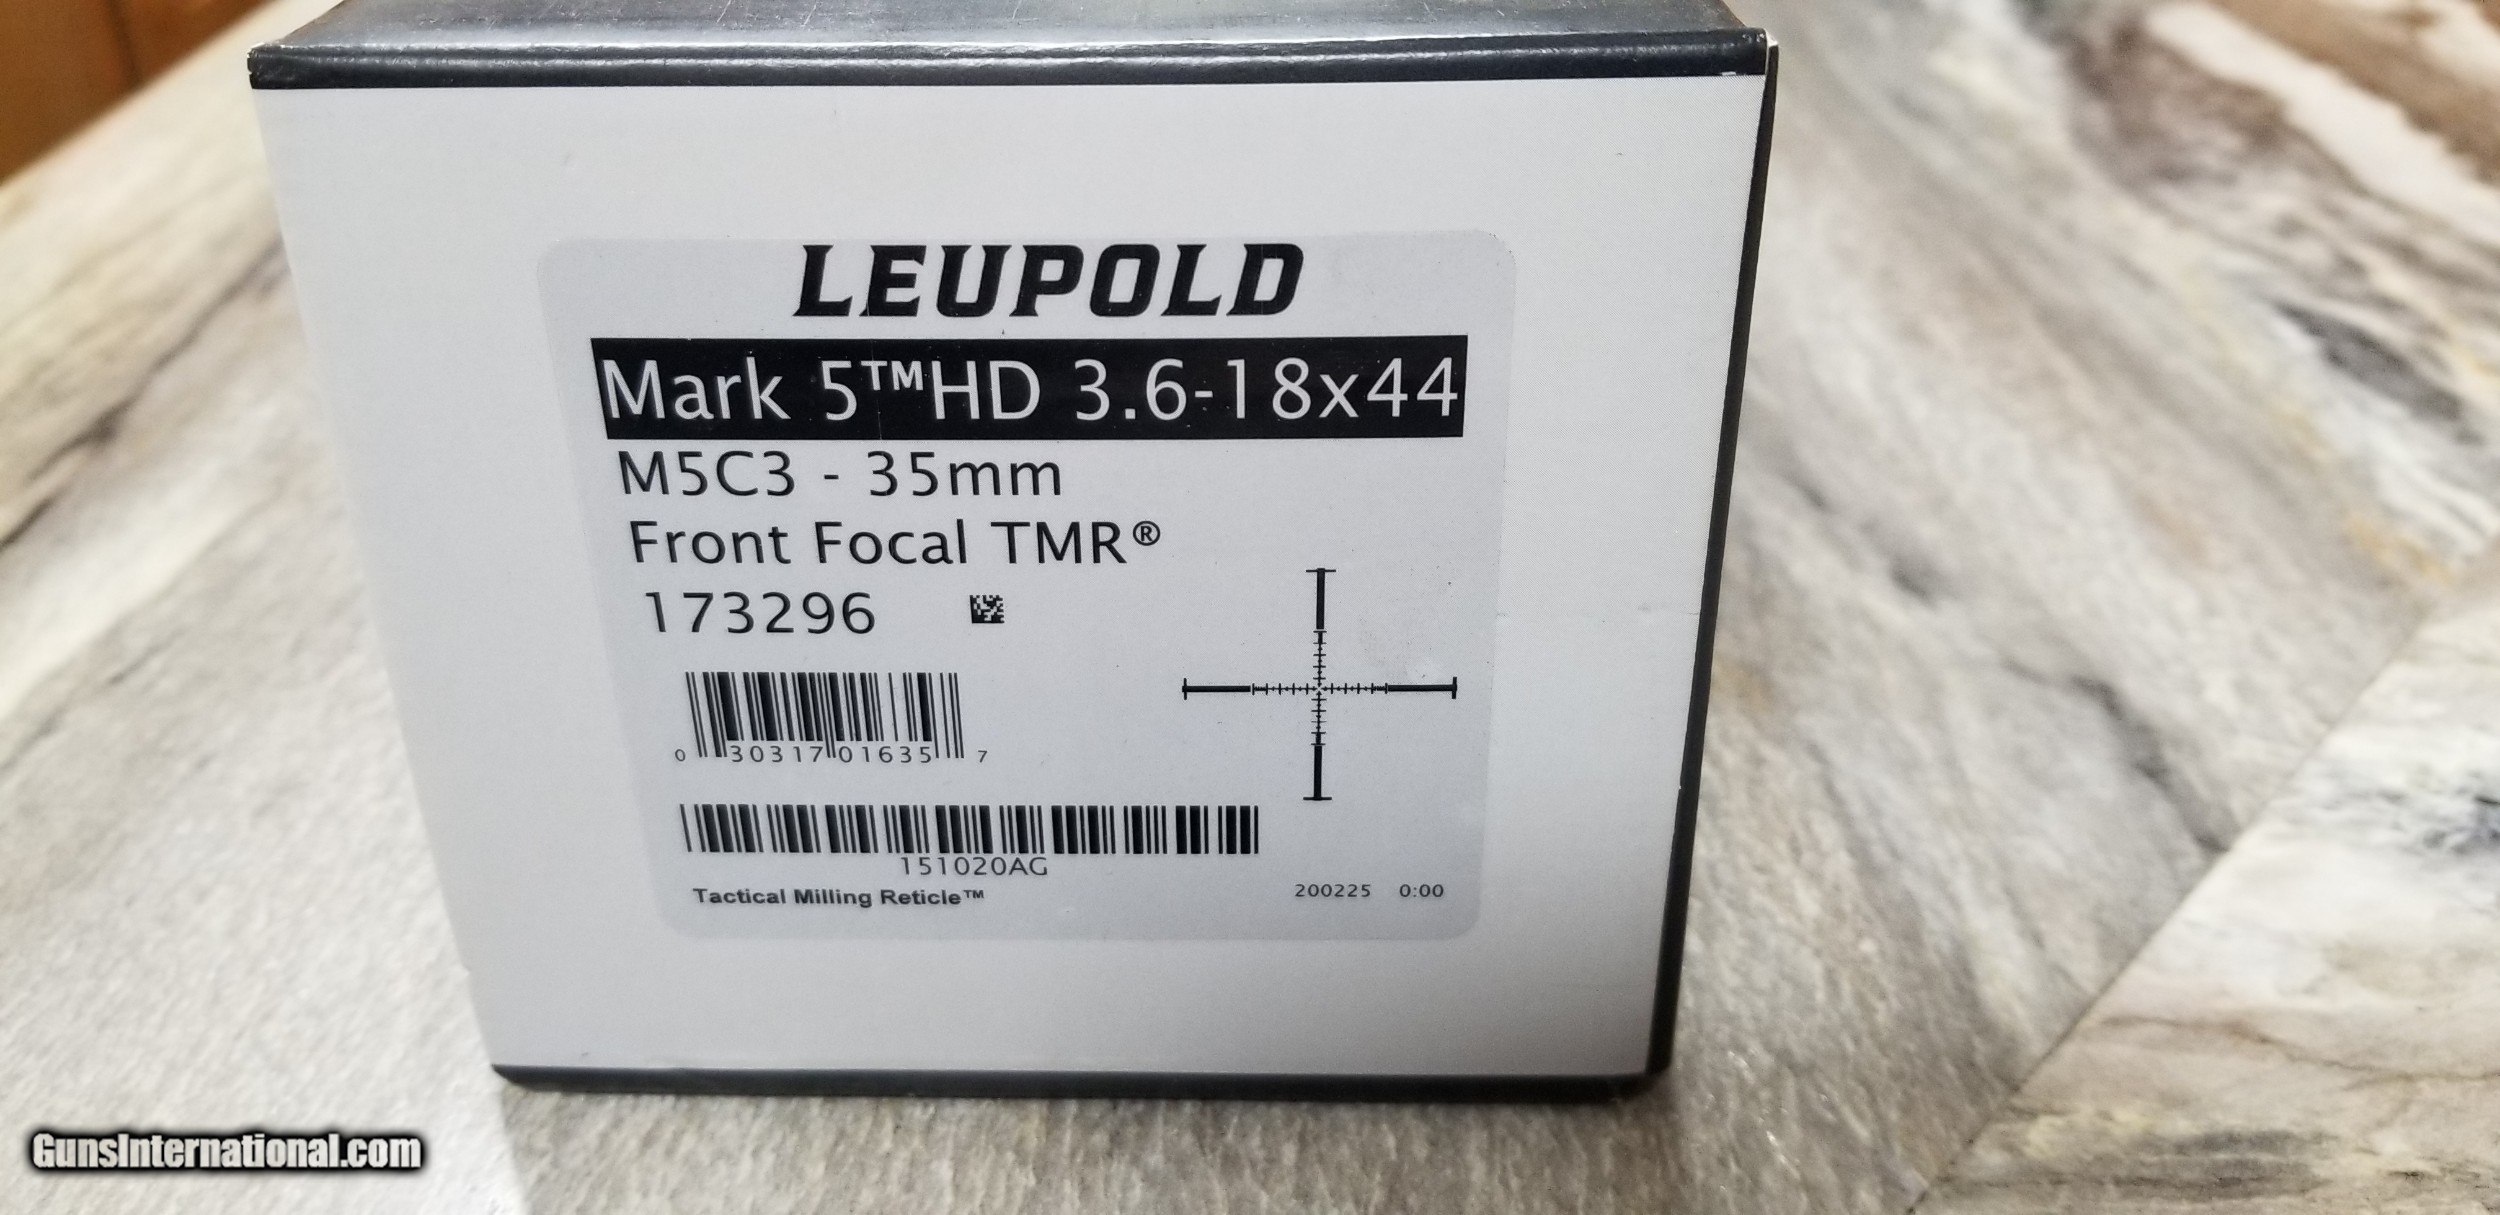 LEUPOLD
Mark 5™HD 3.6-18x44
M5C3 - 35mm
Front Focal TMR®
173296
0 30317 01635 7
151020AG
Tactical Milling Reticle™
200225 0:00
GunsInternational.com